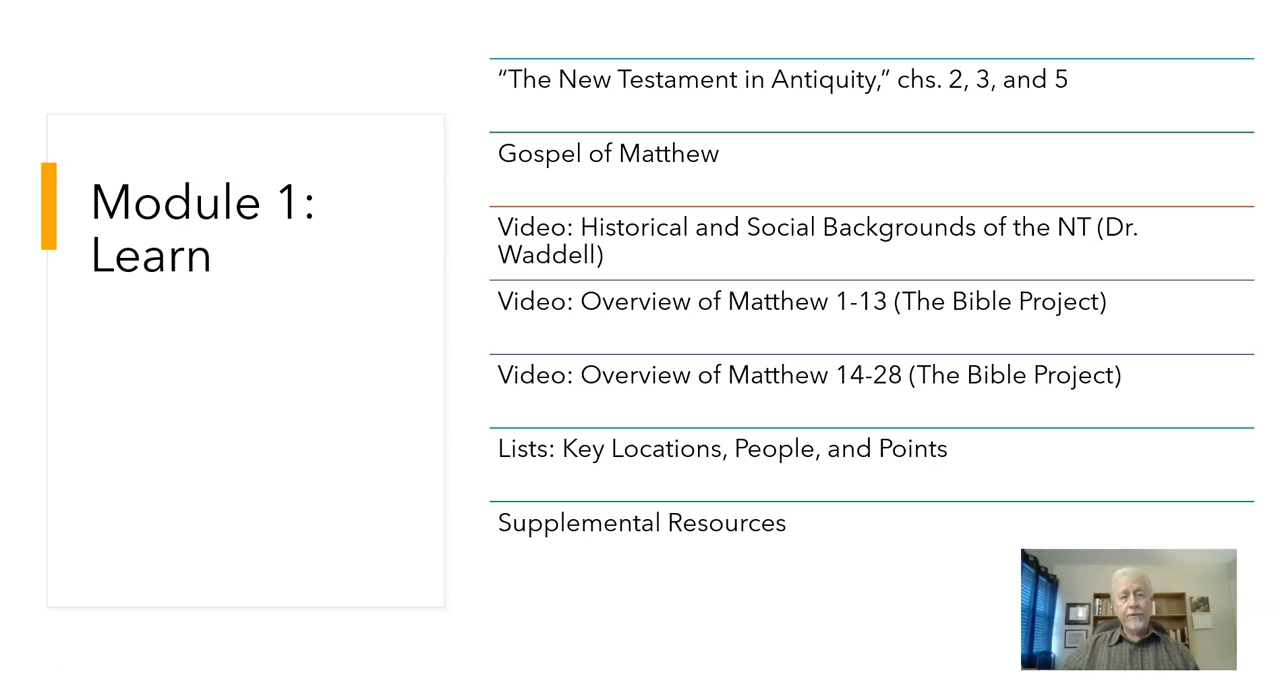 Module 1:
Learn
“The New Testament in Antiquity,” chs. 2, 3, and 5
Gospel of Matthew
Video: Historical and Social Backgrounds of the NT (Dr.
Waddell)
Video: Overview of Matthew 1-13 (The Bible Project)
Video: Overview of Matthew 14-28 (The Bible Project)
Lists: Key Locations, People, and Points
Supplemental Resources